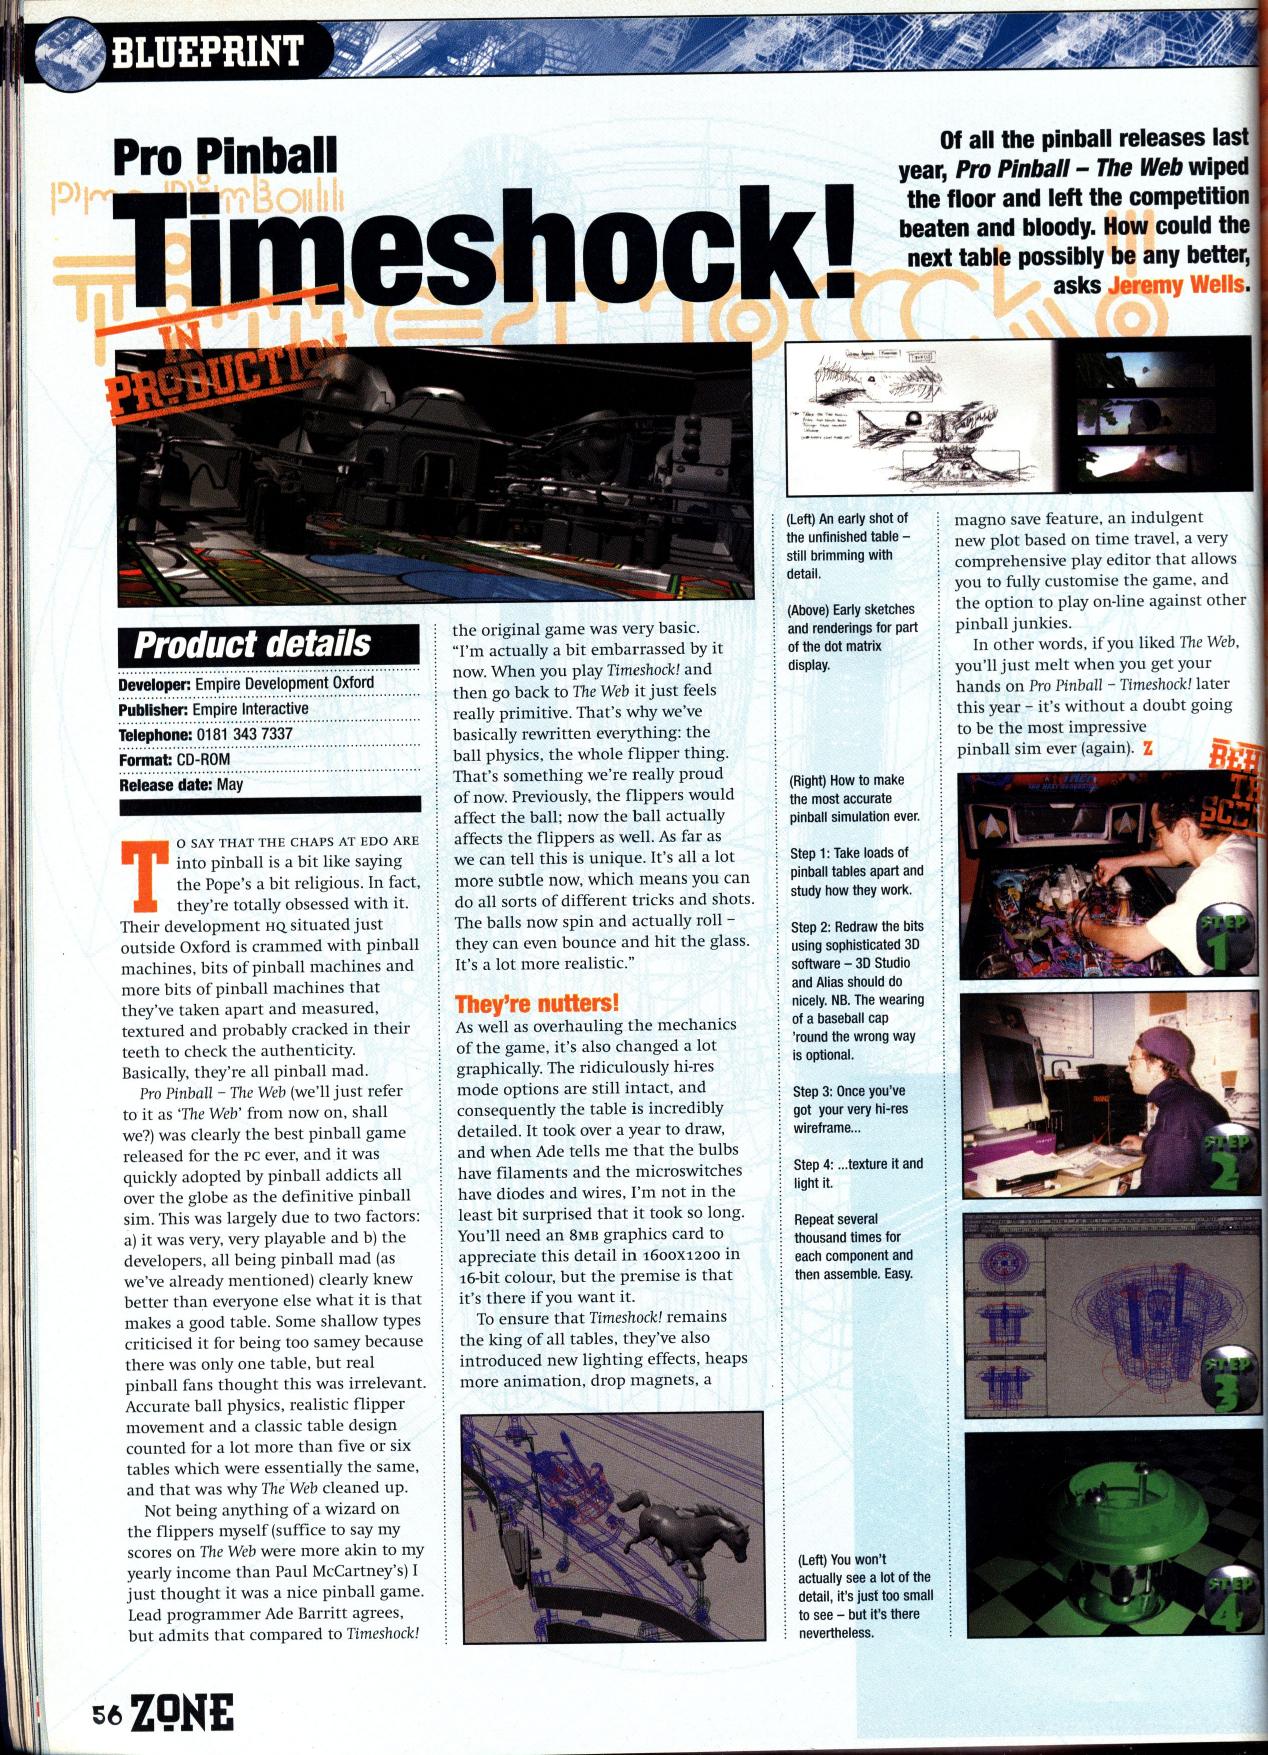 BLUEPRINT
Pro Pinball
Timeshock!
Of all the pinball releases last
year, Pro Pinball – The Web wiped
the floor and left the competition
beaten and bloody. How could the
next table possibly be any better,
asks Jeremy Wells.
IN
PRODUCTION
Product details
Developer: Empire Development Oxford
Publisher: Empire Interactive
Telephone: 0181 343 7337
Format: CD-ROM
Release date: May
TO SAY THAT THE CHAPS AT EDO ARE
into pinball is a bit like saying
the Pope's a bit religious. In fact,
they're totally obsessed with it.
Their development HQ situated just
outside Oxford is crammed with pinball
machines, bits of pinball machines and
more bits of pinball machines that
they've taken apart and measured,
textured and probably cracked in their
teeth to check the authenticity.
Basically, they're all pinball mad.
Pro Pinball – The Web (we'll just refer
to it as 'The Web' from now on, shall
we?) was clearly the best pinball game
released for the PC ever, and it was
quickly adopted by pinball addicts all
over the globe as the definitive pinball
sim. This was largely due to two factors:
a) it was very, very playable and b) the
developers, all being pinball mad (as
we've already mentioned) clearly knew
better than everyone else what it is that
makes a good table. Some shallow types
criticised it for being too samey because
there was only one table, but real
pinball fans thought this was irrelevant.
Accurate ball physics, realistic flipper
movement and a classic table design
counted for a lot more than five or six
tables which were essentially the same,
and that was why The Web cleaned up.
Not being anything of a wizard on
the flippers myself (suffice to say my
scores on The Web were more akin to my
yearly income than Paul McCartney's) I
just thought it was a nice pinball game.
Lead programmer Ade Barritt agrees,
but admits that compared to Timeshock!
the original game was very basic.
"I'm actually a bit embarrassed by it
now. When you play Timeshock! and
then go back to The Web it just feels
really primitive. That's why we've
basically rewritten everything: the
ball physics, the whole flipper thing.
That's something we're really proud
of now. Previously, the flippers would
affect the ball; now the ball actually
affects the flippers as well. As far as
we can tell this is unique. It's all a lot
more subtle now, which means you can
do all sorts of different tricks and shots.
The balls now spin and actually roll –
they can even bounce and hit the glass.
It's a lot more realistic."
They're nutters!
As well as overhauling the mechanics
of the game, it's also changed a lot
graphically. The ridiculously hi-res
mode options are still intact, and
consequently the table is incredibly
detailed. It took over a year to draw,
and when Ade tells me that the bulbs
have filaments and the microswitches
have diodes and wires, I'm not in the
least bit surprised that it took so long.
You'll need an 8MB graphics card to
appreciate this detail in 1600x1200 in
16-bit colour, but the premise is that
it's there if you want it.
To ensure that Timeshock! remains
the king of all tables, they've also
introduced new lighting effects, heaps
more animation, drop magnets, a
(Left) An early shot of
the unfinished table –
still brimming with
detail.
(Above) Early sketches
and renderings for part
of the dot matrix
display.
(Right) How to make
the most accurate
pinball simulation ever.
Step 1: Take loads of
pinball tables apart and
study how they work.
Step 2: Redraw the bits
using sophisticated 3D
software – 3D Studio
and Alias should do
nicely. NB. The wearing
of a baseball cap
'round the wrong way
is optional.
Step 3: Once you've
got your very hi-res
wireframe...
Step 4: ...texture it and
light it.
Repeat several
thousand times for
each component and
then assemble. Easy.
(Left) You won't
actually see a lot of the
detail, it's just too small
to see – but it's there
nevertheless.
magno save feature, an indulgent
new plot based on time travel, a very
comprehensive play editor that allows
you to fully customise the game, and
the option to play on-line against other
pinball junkies.
In other words, if you liked The Web,
you'll just melt when you get your
hands on Pro Pinball – Timeshock! later
this year – it's without a doubt going
to be the most impressive
pinball sim ever (again). Z
BEH
TH
SCE
STEP
1
STEP
2
STEP
3
STEP
4
56 ZONE